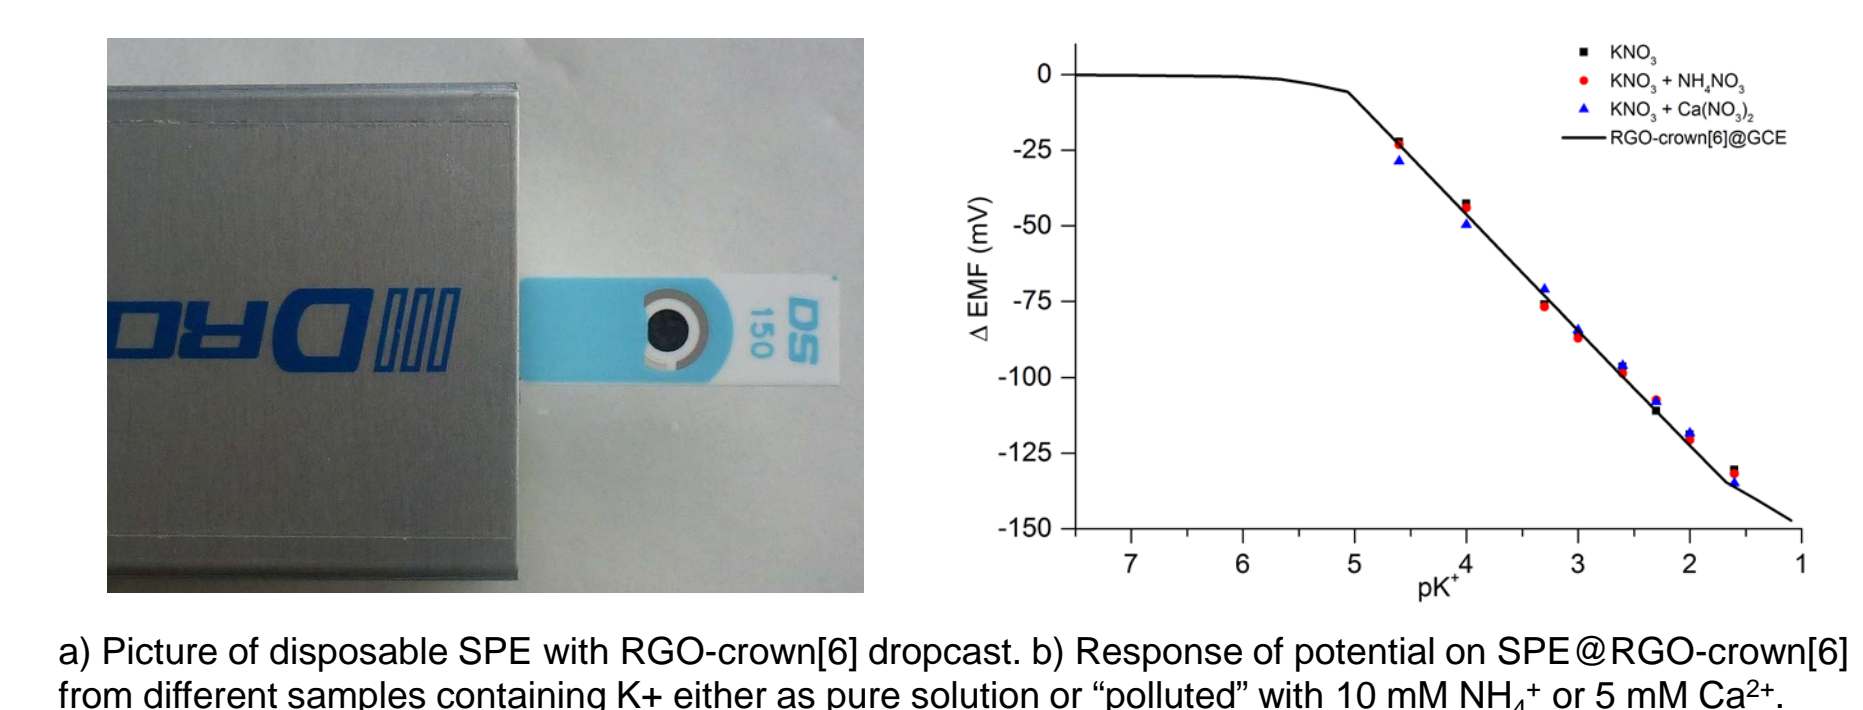 DRO
DS
150
0
-25
-50
-75
-100
-125
-150
Δ EMF (mV)
7 6 5 4 3 2 1
pK⁺
KNO₃
KNO₃ + NH₄NO₃
KNO₃ + Ca(NO₃)₂
RGO-crown[6]@GCE
a) Picture of disposable SPE with RGO-crown[6] dropcast. b) Response of potential on SPE@RGO-crown[6]
from different samples containing K+ either as pure solution or “polluted” with 10 mM NH₄⁺ or 5 mM Ca²⁺.